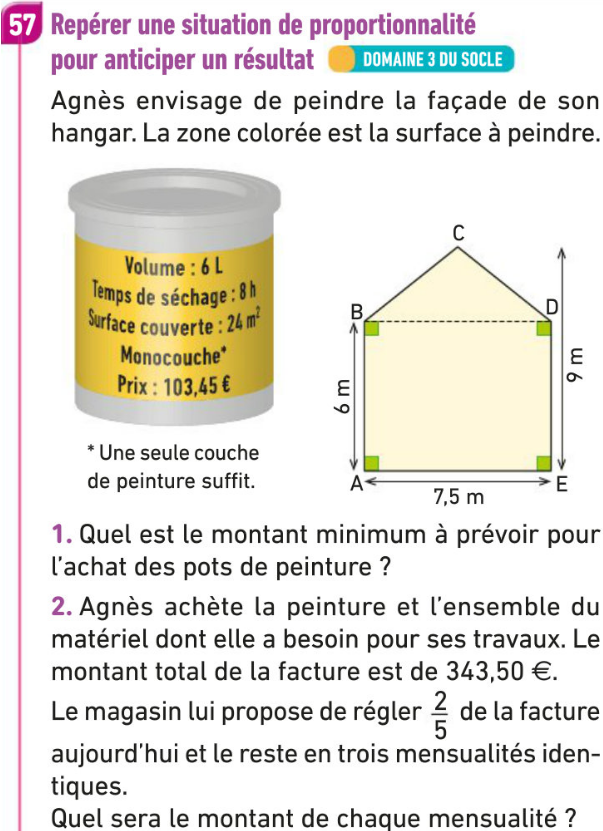 57 Repérer une situation de proportionnalité
pour anticiper un résultat DOMAINE 3 DU SOCLE
Agnès envisage de peindre la façade de son
hangar. La zone colorée est la surface à peindre.
Volume : 6 L
Temps de séchage : 8 h
Surface couverte : 24 m²
Monocouche*
Prix : 103,45 €
* Une seule couche
de peinture suffit.
C
B
D
6 m
9 m
A
E
7,5 m
1. Quel est le montant minimum à prévoir pour
l'achat des pots de peinture ?
2. Agnès achète la peinture et l'ensemble du
matériel dont elle a besoin pour ses travaux. Le
montant total de la facture est de 343,50 €.
Le magasin lui propose de régler 2/5 de la facture
aujourd'hui et le reste en trois mensualités iden-
tiques.
Quel sera le montant de chaque mensualité ?